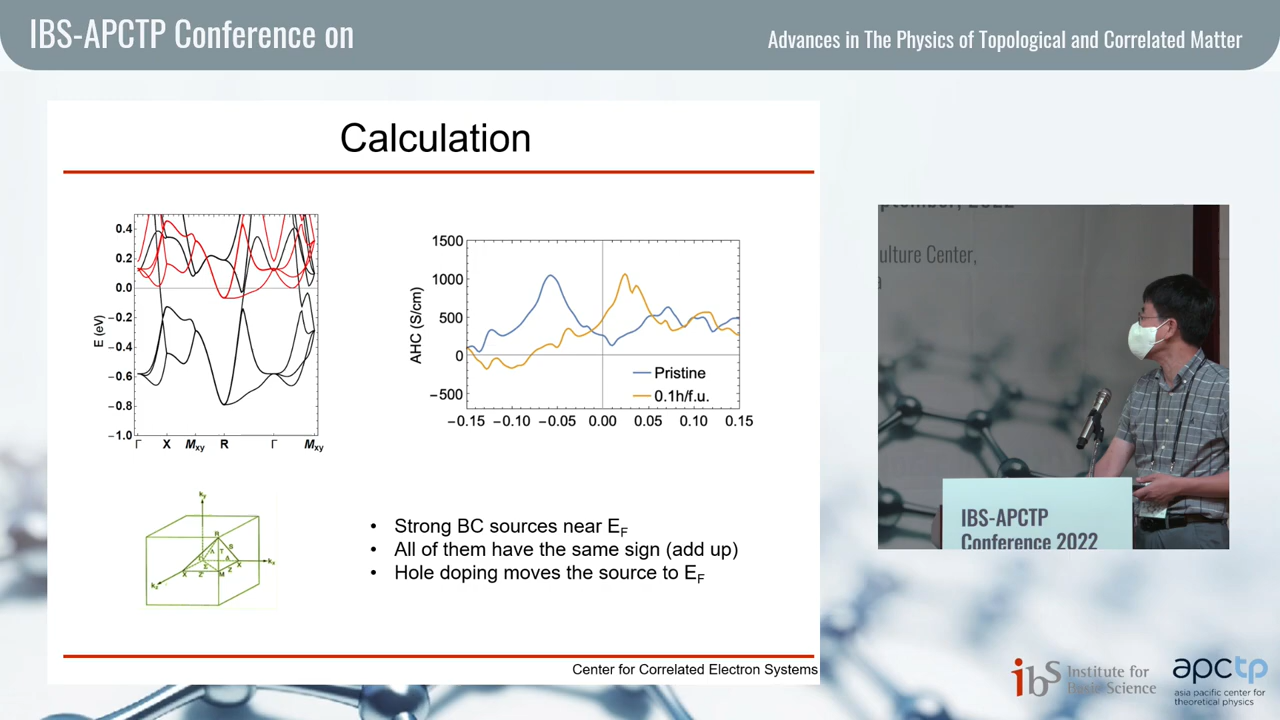 IBS-APCTP Conference on
Advances in The Physics of Topological and Correlated Matter
Calculation
E (eV)
0.4
0.2
0.0
−0.2
−0.4
−0.6
−0.8
−1.0
Γ X Mxy R Γ Mxy
AHC (S/cm)
1500
1000
500
0
−500
−0.15 −0.10 −0.05 0.00 0.05 0.10 0.15
Pristine
0.1h/f.u.
• Strong BC sources near EF
• All of them have the same sign (add up)
• Hole doping moves the source to EF
Center for Correlated Electron Systems
2022
ulture Center,
IBS-APCTP
Conference 2022
ibs Institute for
Basic Science
apctp
asia pacific center for
theoretical physics